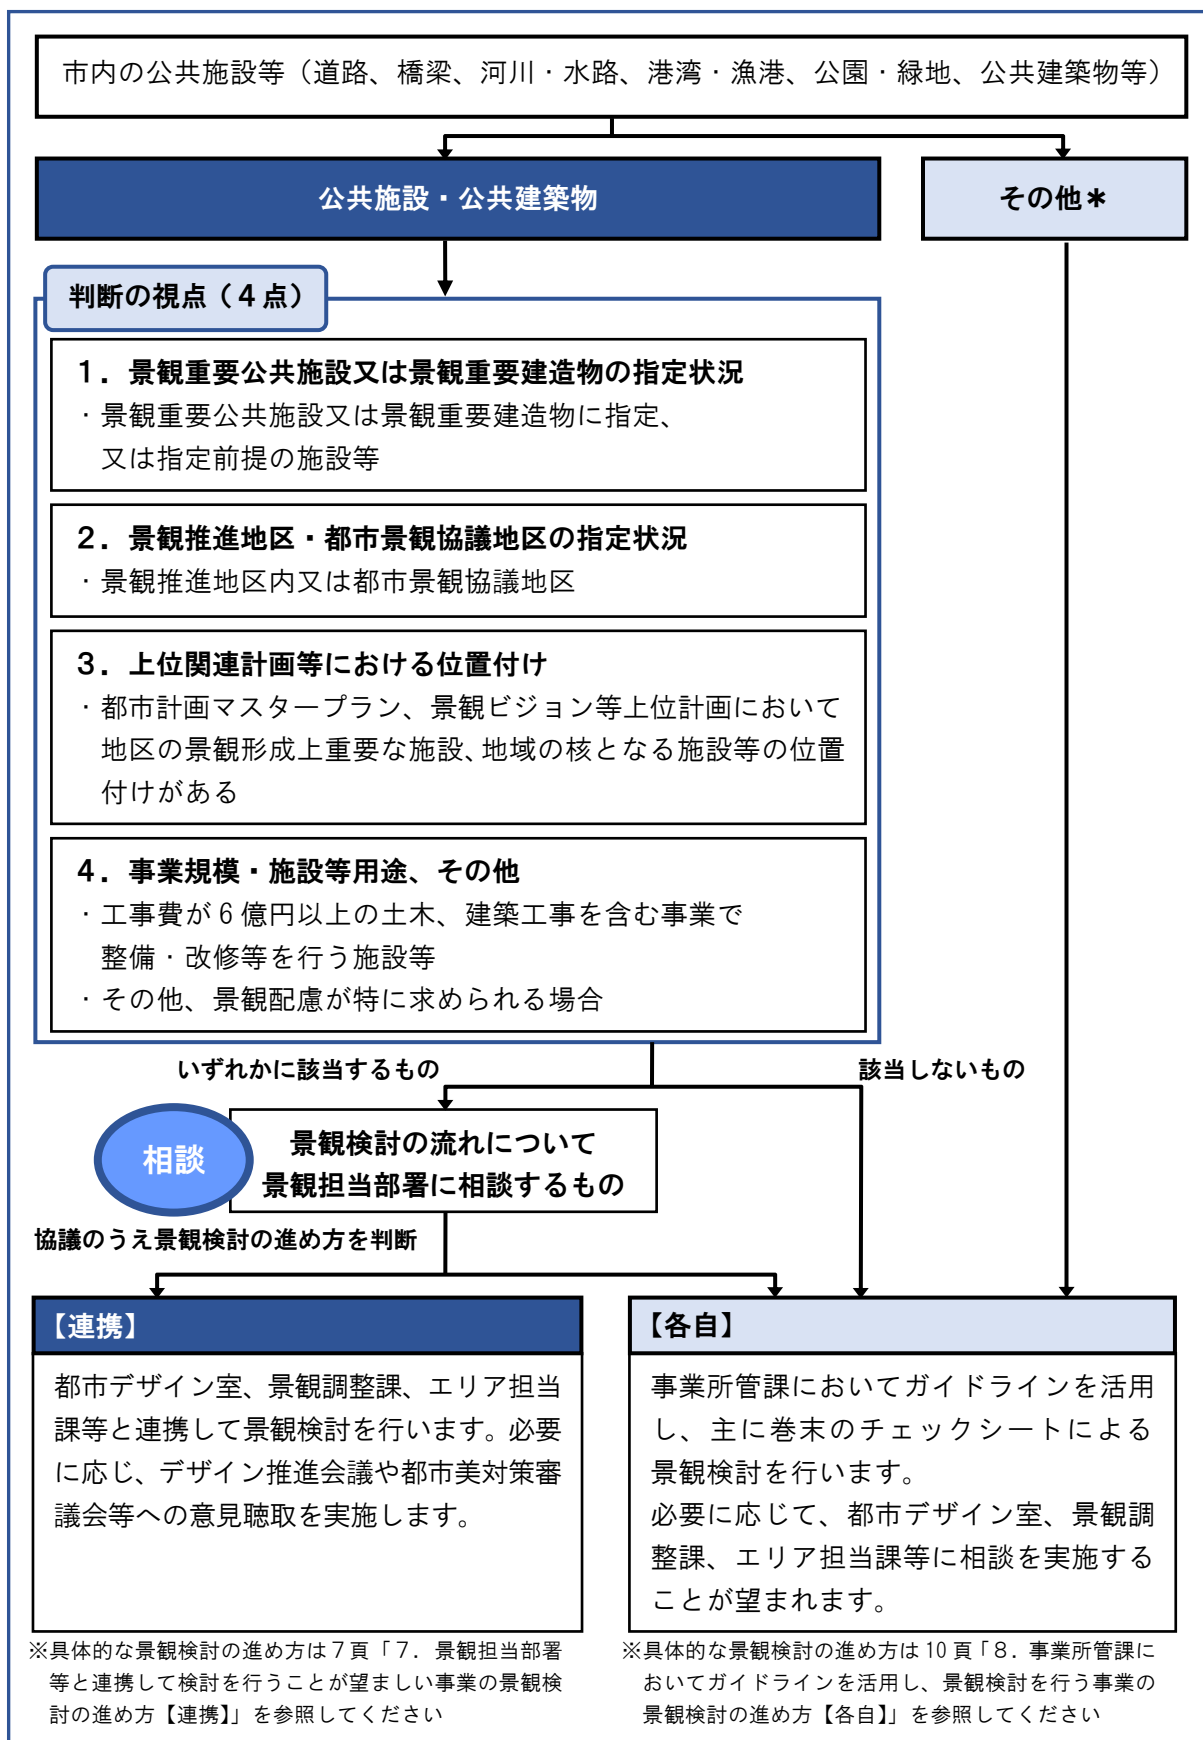 市内の公共施設等（道路、橋梁、河川・水路、港湾・漁港、公園・緑地、公共建築物等）
公共施設・公共建築物
その他＊
判断の視点（４点）
１．景観重要公共施設又は景観重要建造物の指定状況
・景観重要公共施設又は景観重要建造物に指定、
又は指定前提の施設等
２．景観推進地区・都市景観協議地区の指定状況
・景観推進地区内又は都市景観協議地区
３．上位関連計画等における位置付け
・都市計画マスタープラン、景観ビジョン等上位計画において
地区の景観形成上重要な施設、地域の核となる施設等の位置
付けがある
４．事業規模・施設等用途、その他
・工事費が６億円以上の土木、建築工事を含む事業で
整備・改修等を行う施設等
・その他、景観配慮が特に求められる場合
いずれかに該当するもの
該当しないもの
相談
景観検討の流れについて
景観担当部署に相談するもの
協議のうえ景観検討の進め方を判断
【連携】
都市デザイン室、景観調整課、エリア担当
課等と連携して景観検討を行います。必要
に応じ、デザイン推進会議や都市美対策審
議会等への意見聴取を実施します。
※具体的な景観検討の進め方は７頁「７．景観担当部署
等と連携して検討を行うことが望ましい事業の景観検
討の進め方【連携】」を参照してください
【各自】
事業所管課においてガイドラインを活用
し、主に巻末のチェックシートによる
景観検討を行います。
必要に応じて、都市デザイン室、景観調
整課、エリア担当課等に相談を実施する
ことが望まれます。
※具体的な景観検討の進め方は10頁「８．事業所管課に
おいてガイドラインを活用し、景観検討を行う事業の
景観検討の進め方【各自】」を参照してください